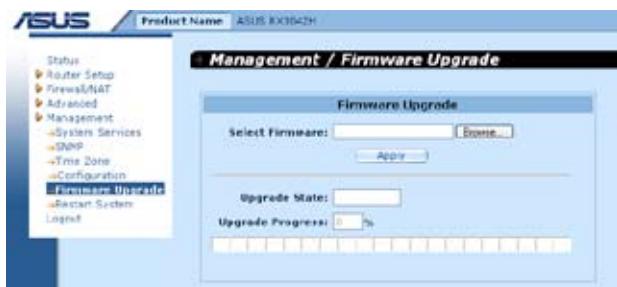 ASUS
Product Name ASUS RX3042H
Status
Router Setup
Firewall/NAT
Advanced
Management
System Services
SNMP
Time Zone
Configuration
Firmware Upgrade
Restart System
Logout
Management / Firmware Upgrade
Firmware Upgrade
Select Firmware: Browse...
Apply
Upgrade State:
Upgrade Progress: 0 %